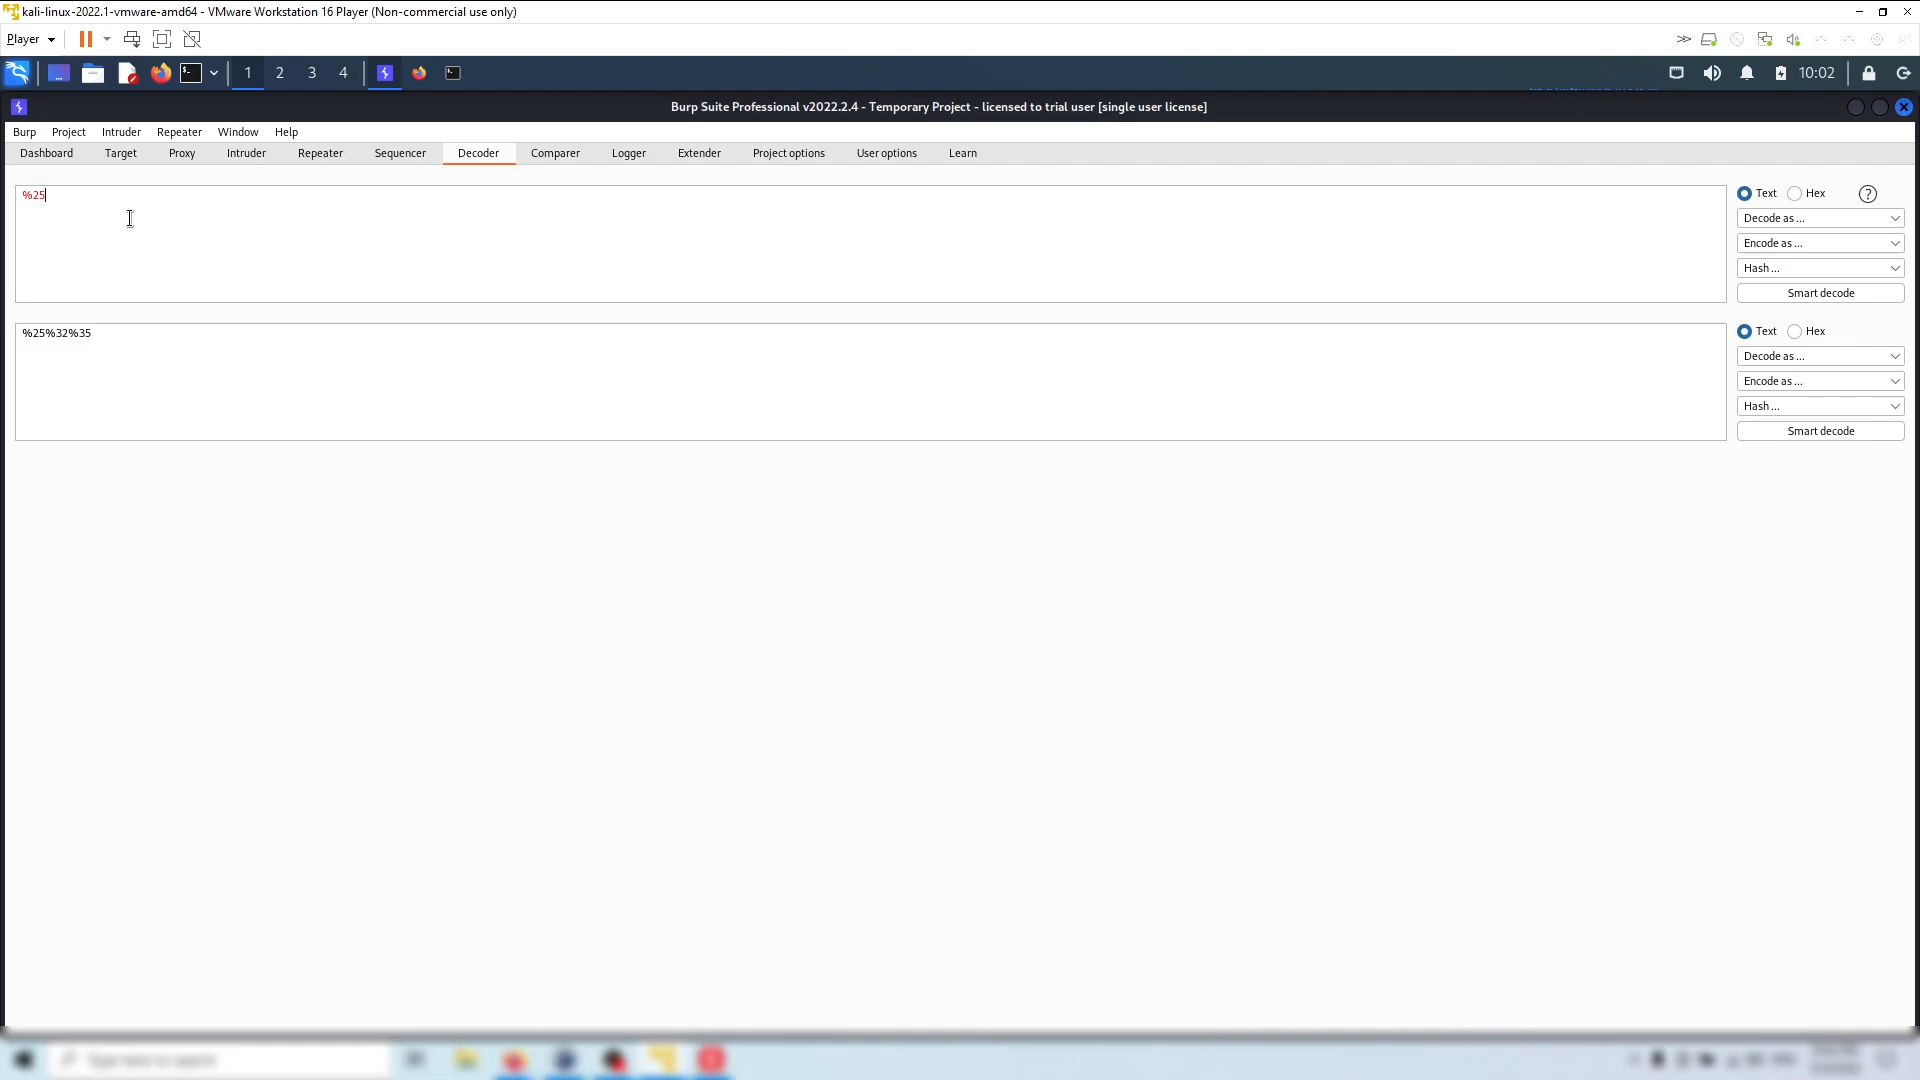 kali-linux-2022.1-vmware-amd64 - VMware Workstation 16 Player (Non-commercial use only)
Player
1 2 3 4
10:02
Burp Suite Professional v2022.2.4 - Temporary Project - licensed to trial user [single user license]
Burp Project Intruder Repeater Window Help
Dashboard Target Proxy Intruder Repeater Sequencer Decoder Comparer Logger Extender Project options User options Learn
%25
Text Hex ?
Decode as ...
Encode as ...
Hash ...
Smart decode
%25%32%35
Text Hex
Decode as ...
Encode as ...
Hash ...
Smart decode
Type here to search